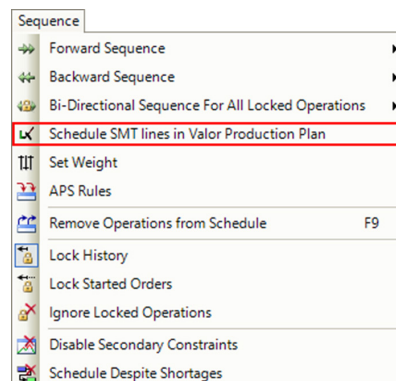 Sequence
Forward Sequence
Backward Sequence
Bi-Directional Sequence For All Locked Operations
Schedule SMT lines in Valor Production Plan
Set Weight
APS Rules
Remove Operations from Schedule F9
Lock History
Lock Started Orders
Ignore Locked Operations
Disable Secondary Constraints
Schedule Despite Shortages